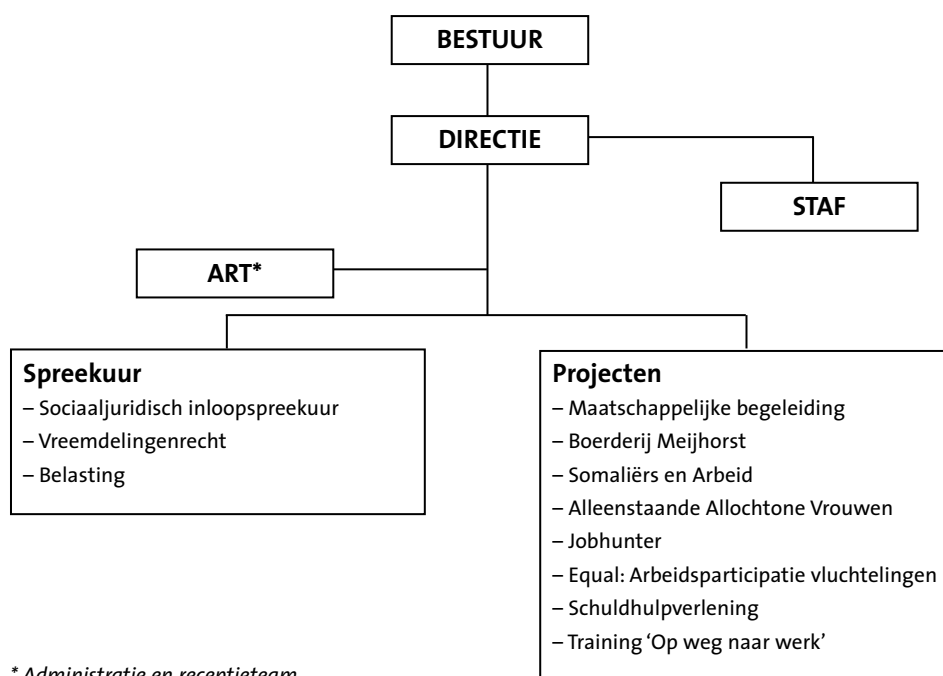 BESTUUR
DIRECTIE
STAF
ART*
Spreekuur
– Sociaaljuridisch inloopspreekuur
– Vreemdelingenrecht
– Belasting
Projecten
– Maatschappelijke begeleiding
– Boerderij Meijhorst
– Somaliërs en Arbeid
– Alleenstaande Allochtone Vrouwen
– Jobhunter
– Equal: Arbeidsparticipatie vluchtelingen
– Schuldhulpverlening
– Training ‘Op weg naar werk’
* Administratie en receptieteam